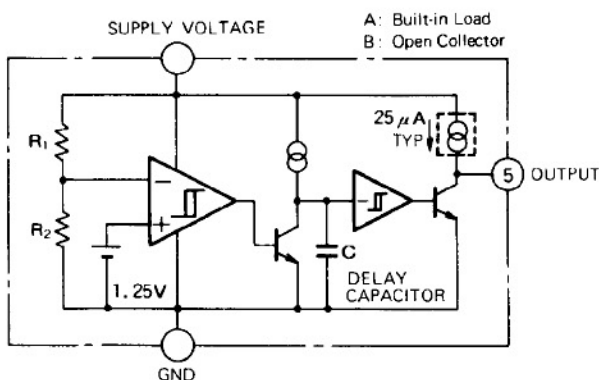 SUPPLY VOLTAGE
A: Built-in Load
B: Open Collector
25 μA
TYP
R1
R2
−
+
−
C
5
OUTPUT
1.25V
DELAY
CAPACITOR
GND